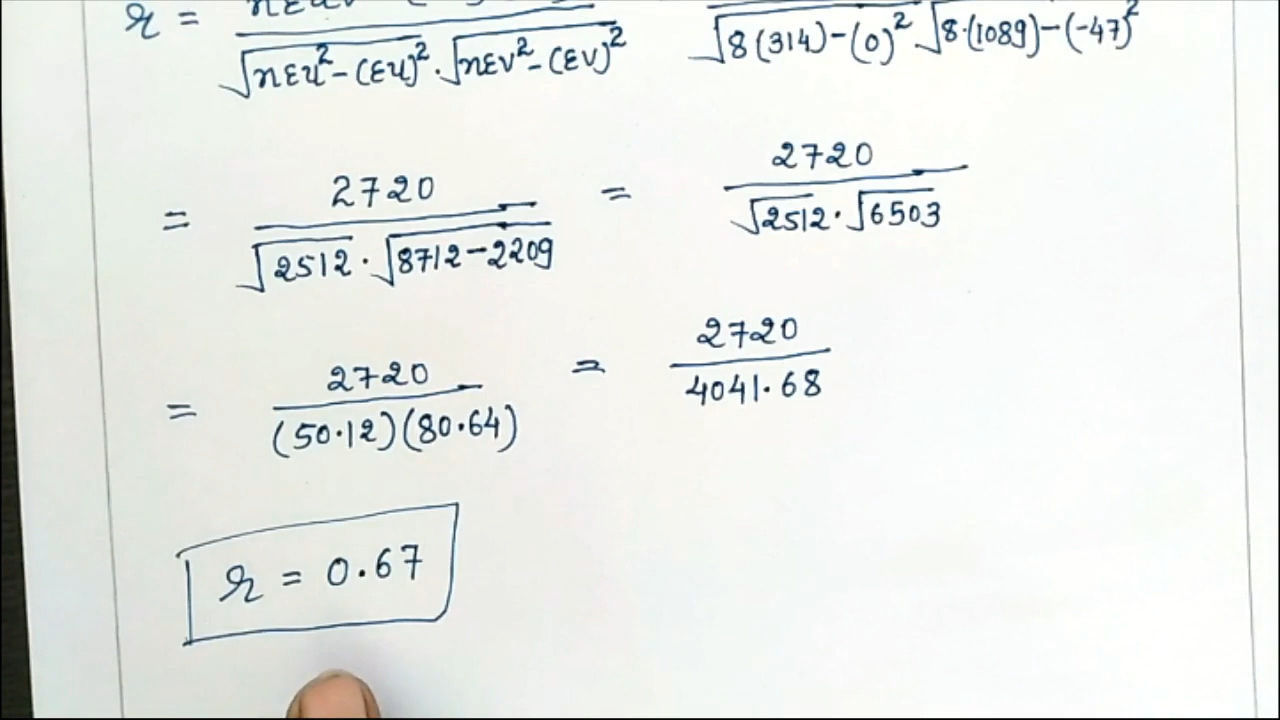 r = nΣuv
√nΣu² - (Σu)² · √nΣv² - (Σv)² √8(314) - (0)² √8·(1089) - (-47)²
= 2720 / √2512 · √8712 - 2209 = 2720 / √2512 · √6503
= 2720 / (50.12)(80.64) = 2720 / 4041.68
r = 0.67